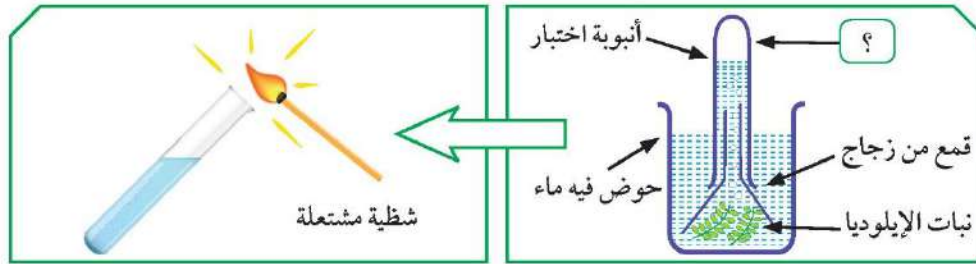 ؟
أنبوبة اختبار
قمع من زجاج
حوض فيه ماء
نبات الإيلوديا
شظية مشتعلة